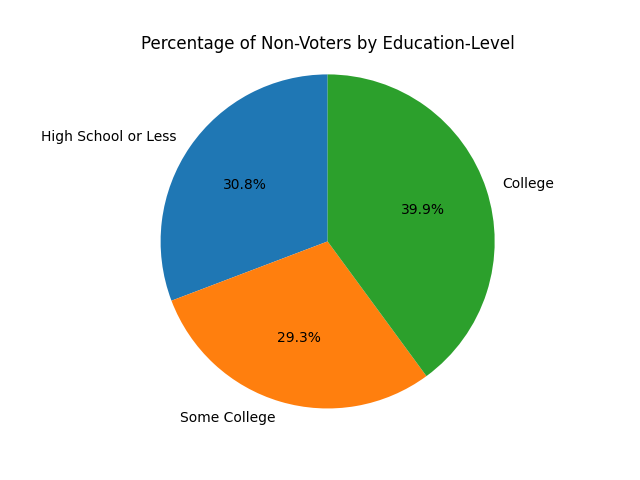 Percentage of Non-Voters by Education-Level
High School or Less
30.8%
College
39.9%
29.3%
Some College